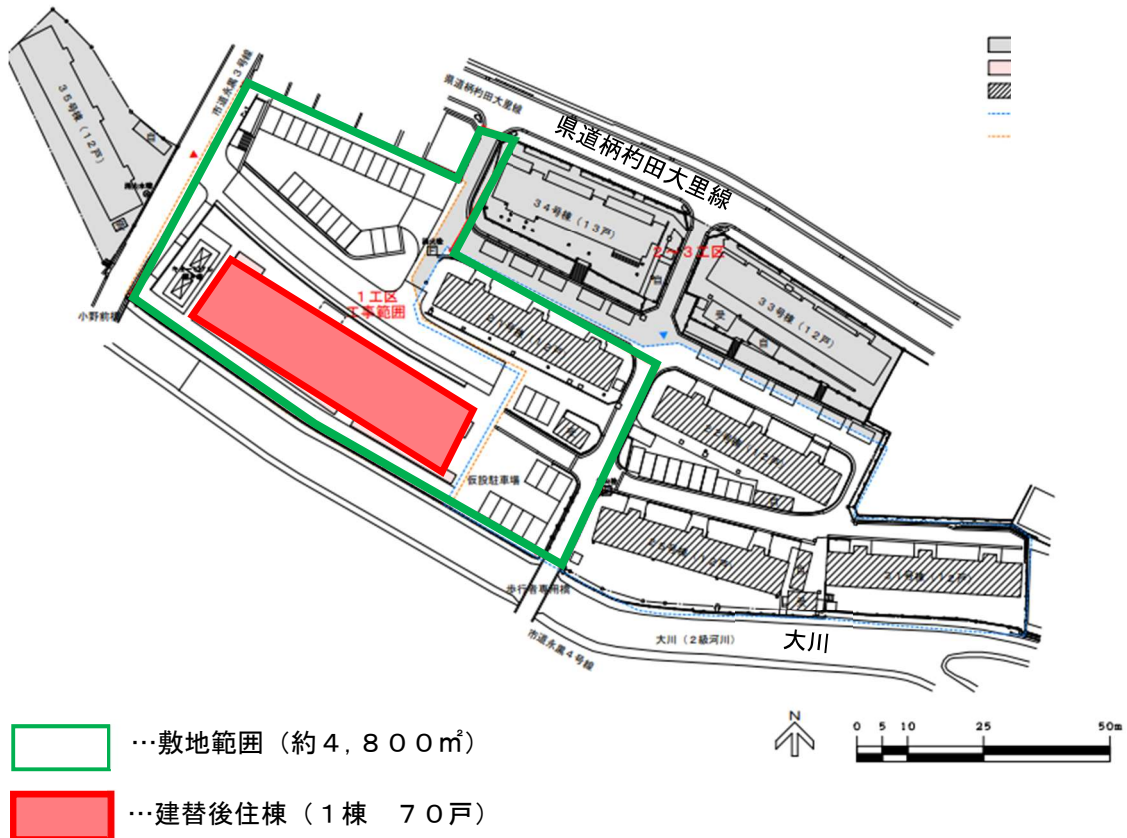 市道永黒3号線
県道柄杓田大里線
県道柄杓田大里線
35号棟(12戸)
34号棟(13戸)
2~3工区
33号棟(12戸)
小野前橋
1工区
工事範囲
仮設駐車場
歩行者専用橋
市道永黒4号線
大川(2級河川)
大川
N
0 5 10 25 50m
…敷地範囲(約4,800㎡)
…建替後住棟(1棟 70戸)